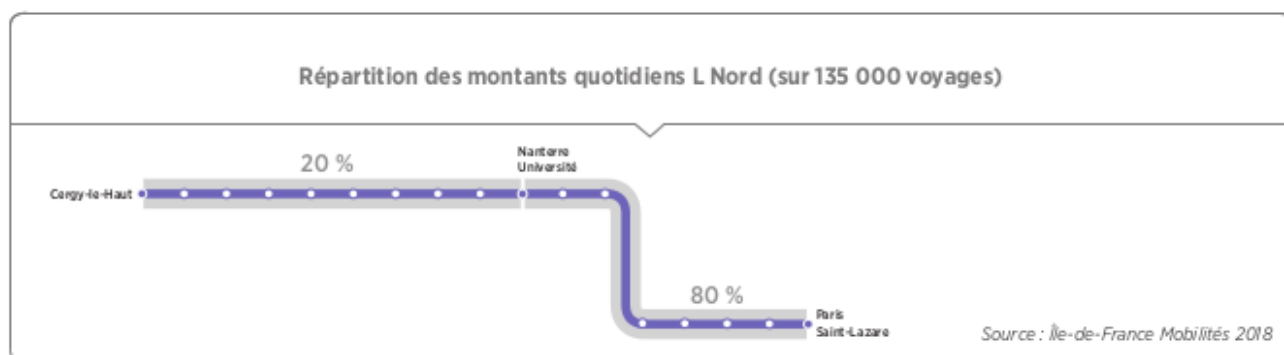 Répartition des montants quotidiens L Nord (sur 135 000 voyages)
20 %
Nanterre
Université
Cergy-le-Haut
80 %
Paris
Saint-Lazare
Source : Île-de-France Mobilités 2018